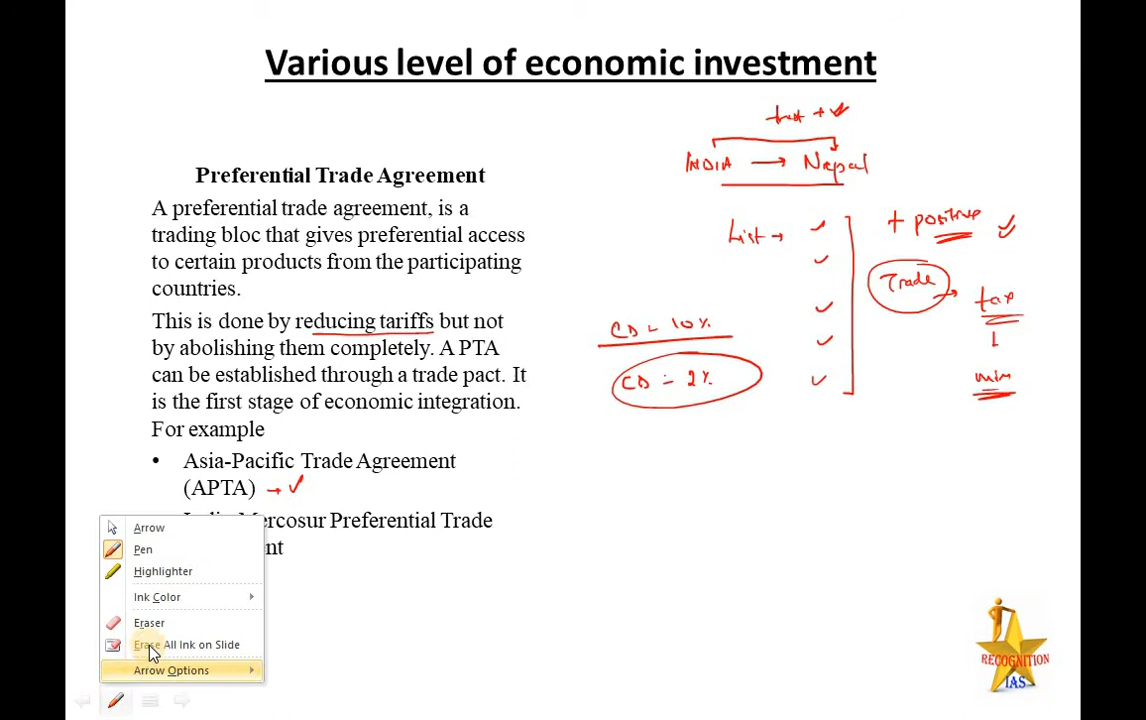 Various level of economic investment
INDIA → Nepal
Preferential Trade Agreement
A preferential trade agreement, is a
trading bloc that gives preferential access
to certain products from the participating
countries.
This is done by reducing tariffs but not
by abolishing them completely. A PTA
can be established through a trade pact. It
is the first stage of economic integration.
For example
• Asia-Pacific Trade Agreement
(APTA) → ✓
Mercosur Preferential Trade
nt
List →
+ positive ✓
Trade → tax
min
CD - 10%
CD - 2%
Arrow
Pen
Highlighter
Ink Color
Eraser
Erase All Ink on Slide
Arrow Options
RECOGNITION
IAS